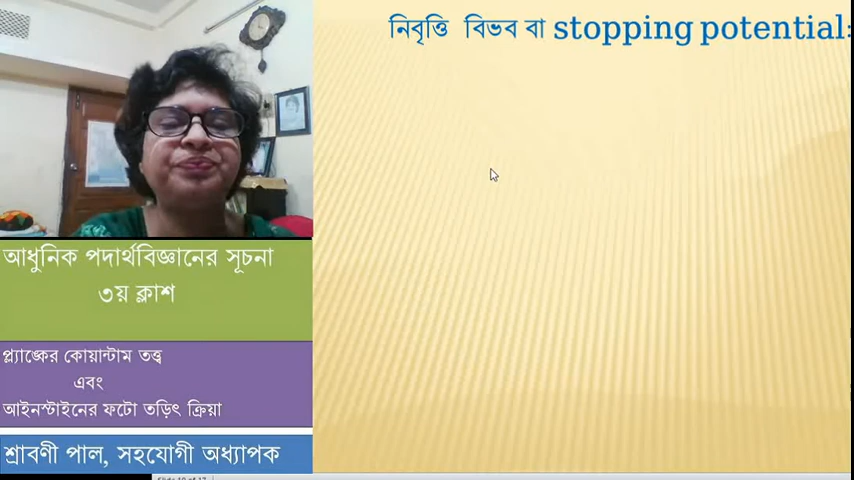 নিবৃত্তি বিভব বা stopping potential:
আধুনিক পদার্থবিজ্ঞানের সূচনা
৩য় ক্লাশ
প্ল্যাঙ্কের কোয়ান্টাম তত্ত্ব
এবং
আইনস্টাইনের ফটো তড়িৎ ক্রিয়া
শ্রাবণী পাল, সহযোগী অধ্যাপক